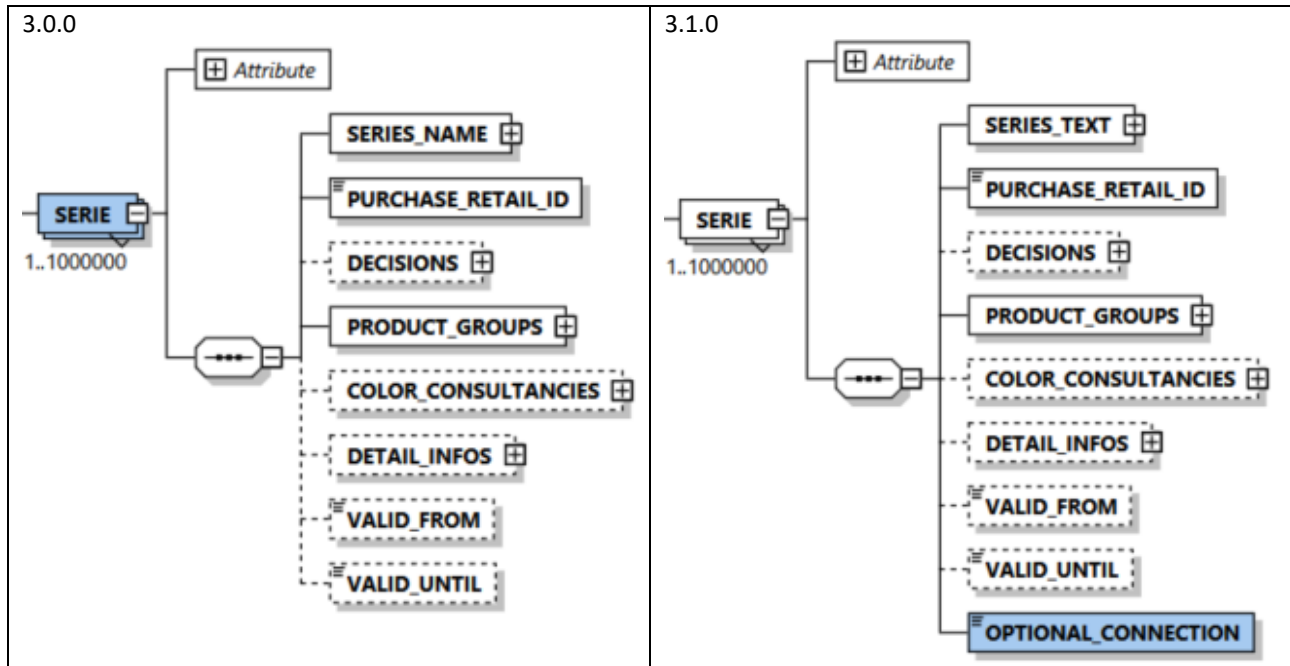 3.0.0
Attribute
SERIES_NAME
PURCHASE_RETAIL_ID
SERIE
1..1000000
DECISIONS
PRODUCT_GROUPS
COLOR_CONSULTANCIES
DETAIL_INFOS
VALID_FROM
VALID_UNTIL
3.1.0
Attribute
SERIES_TEXT
PURCHASE_RETAIL_ID
SERIE
1..1000000
DECISIONS
PRODUCT_GROUPS
COLOR_CONSULTANCIES
DETAIL_INFOS
VALID_FROM
VALID_UNTIL
OPTIONAL_CONNECTION